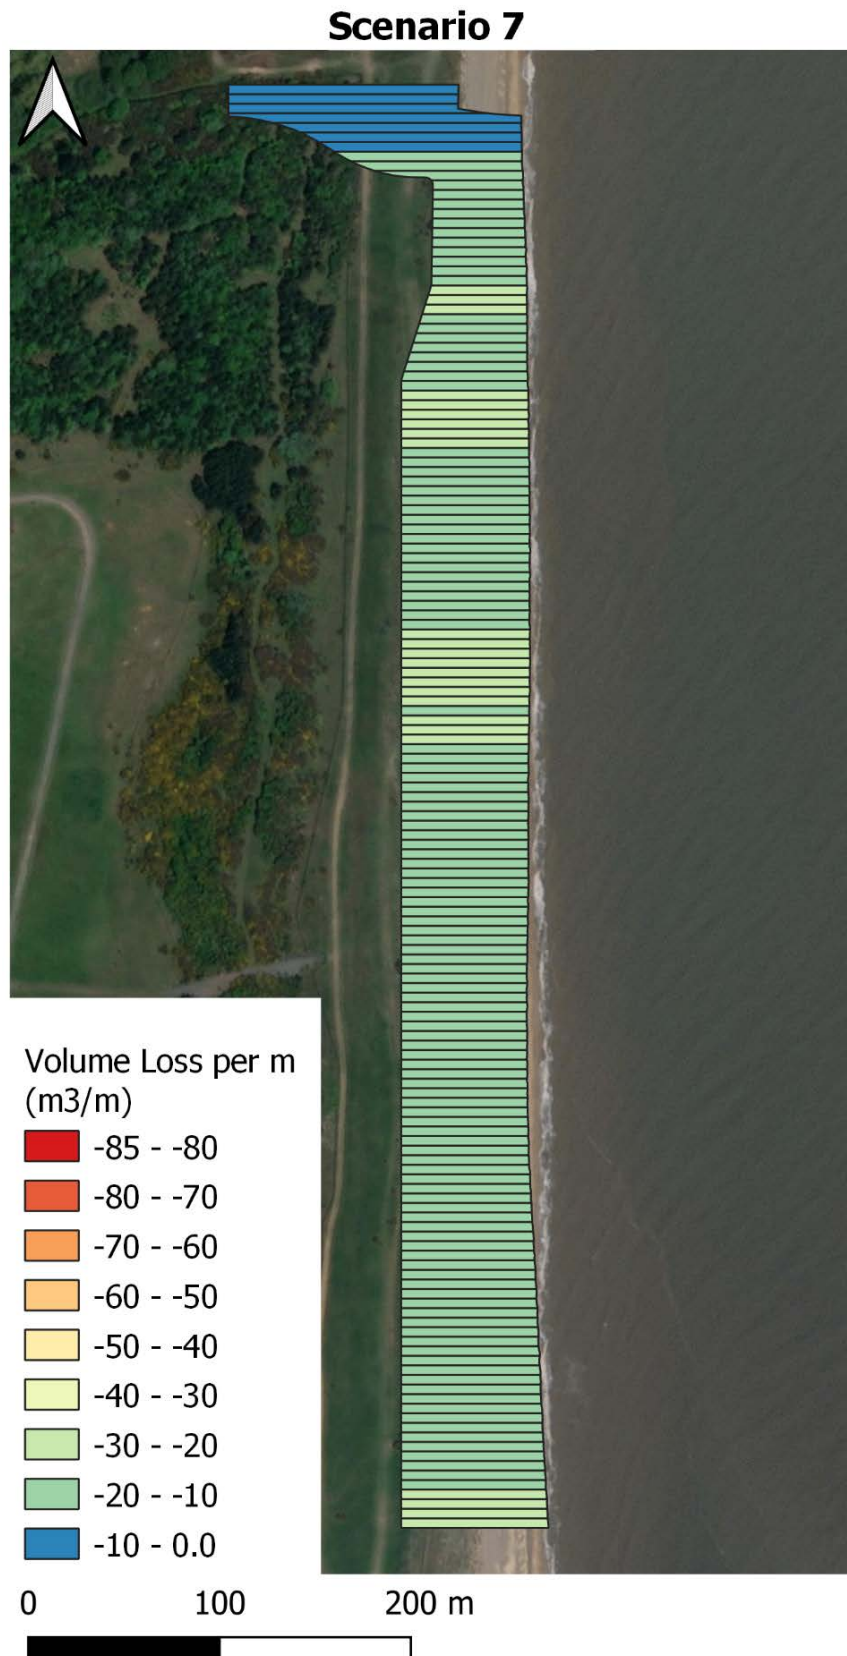 Scenario 7
Volume Loss per m
(m3/m)
-85 - -80
-80 - -70
-70 - -60
-60 - -50
-50 - -40
-40 - -30
-30 - -20
-20 - -10
-10 - 0.0
0 100 200 m